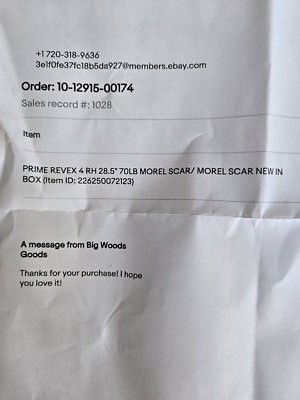 +1 720-318-9636
3e1f0fe37fc18b5da927@members.ebay.com
Order: 10-12915-00174
Sales record #: 1028
Item
PRIME REVEX 4 RH 28.5" 70LB MOREL SCAR/ MOREL SCAR NEW IN
BOX (Item ID: 226250072123)
A message from Big Woods
Goods
Thanks for your purchase! I hope
you love it!